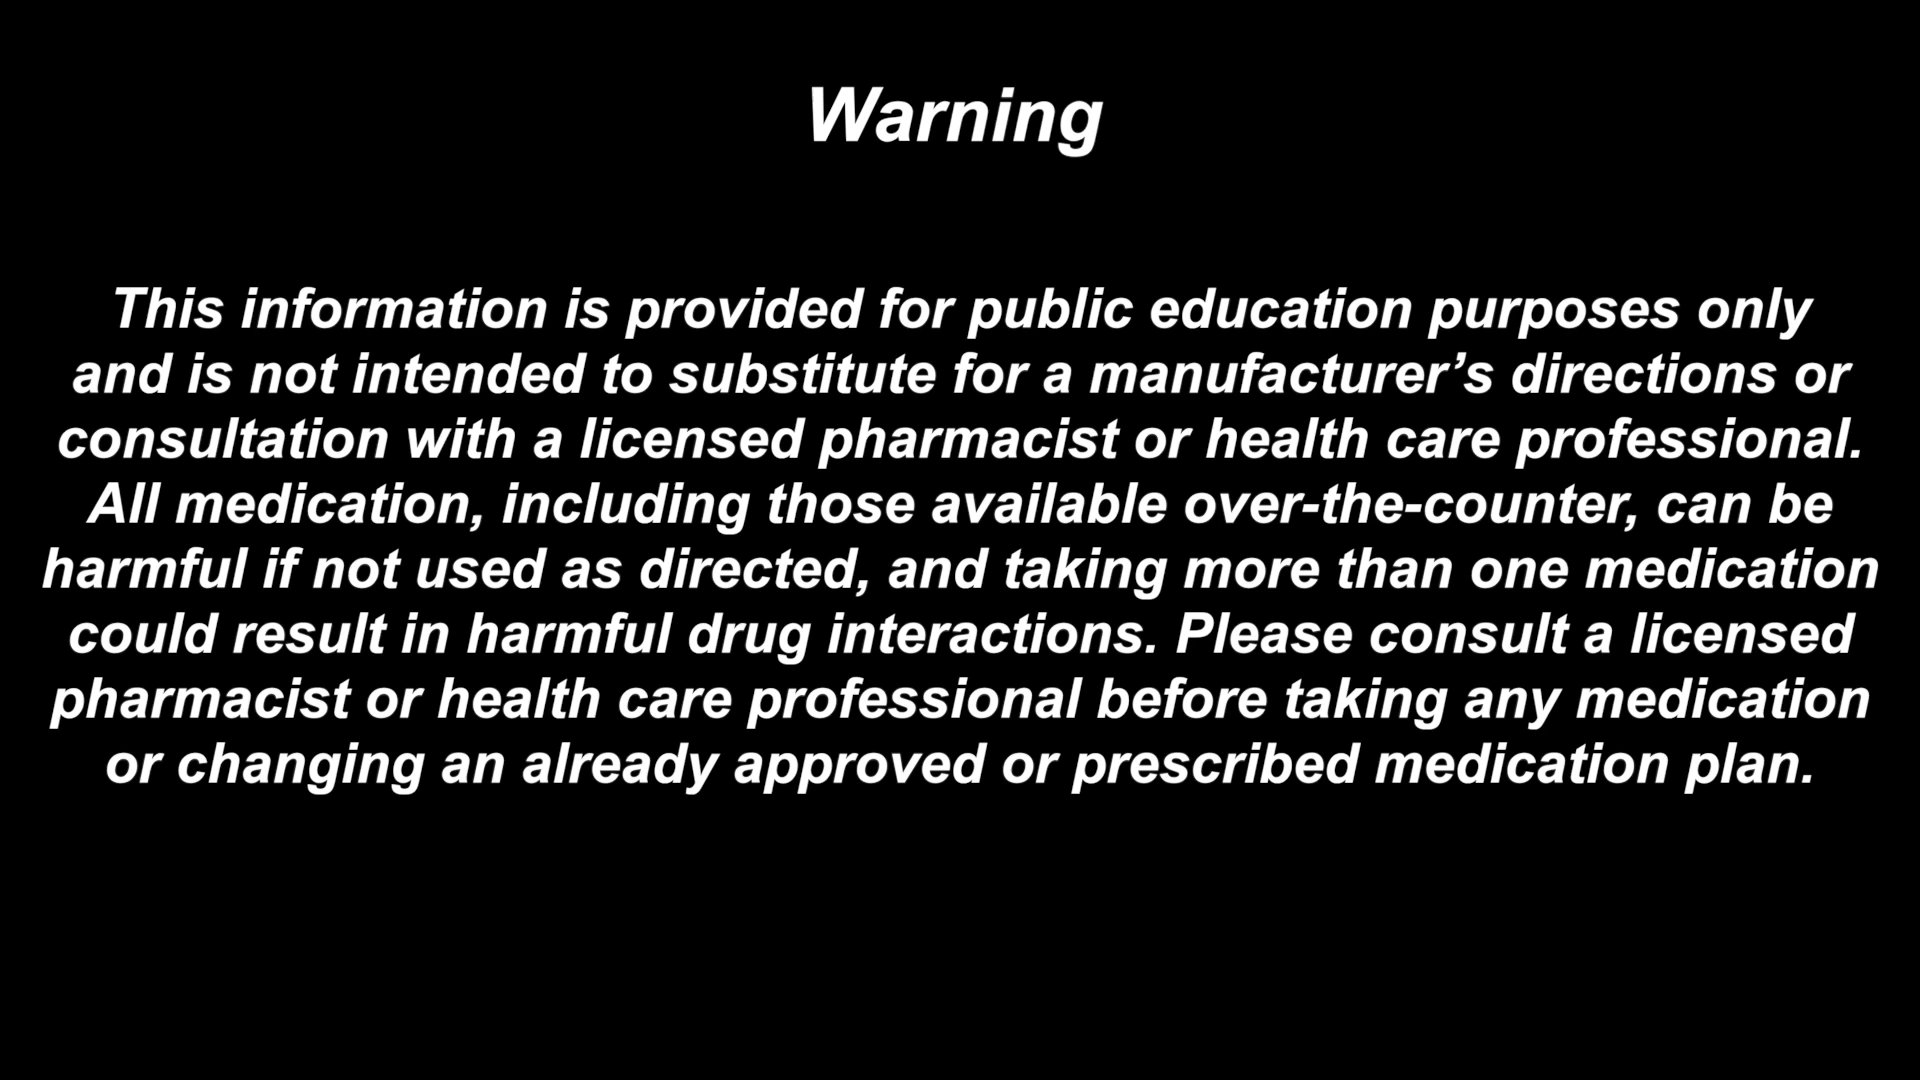 Warning
This information is provided for public education purposes only
and is not intended to substitute for a manufacturer’s directions or
consultation with a licensed pharmacist or health care professional.
All medication, including those available over-the-counter, can be
harmful if not used as directed, and taking more than one medication
could result in harmful drug interactions. Please consult a licensed
pharmacist or health care professional before taking any medication
or changing an already approved or prescribed medication plan.